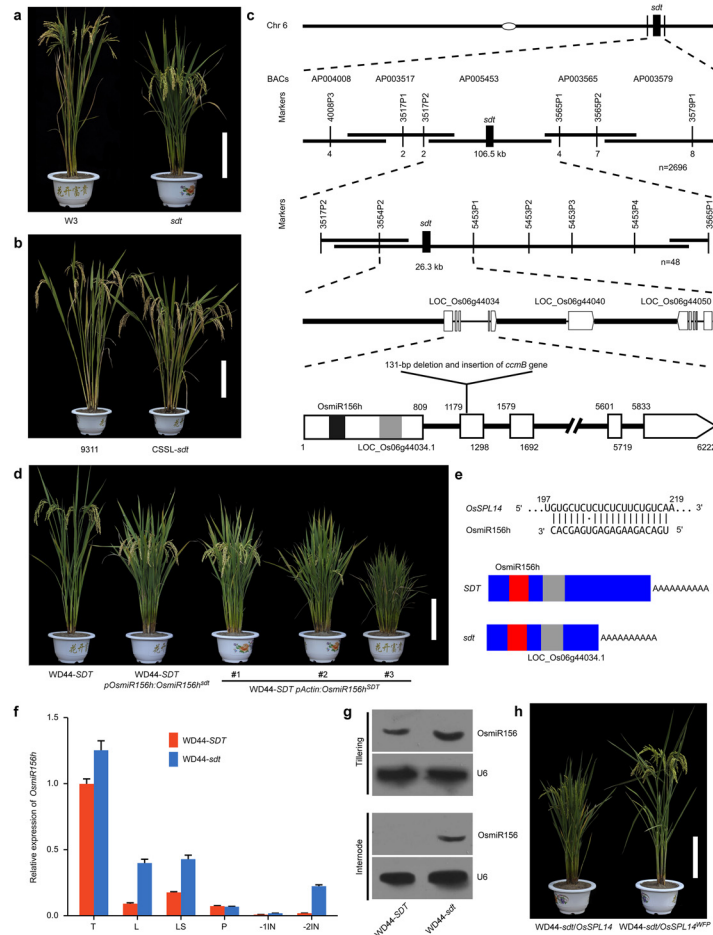 a
W3
sdt
b
9311
CSSL-sdt
c
Chr 6
sdt
BACs
AP004008
AP003517
AP005453
AP003565
AP003579
Markers
4008P3
3517P1
3517P2
sdt
3565P1
3565P2
3579P1
4
2
2
106.5 kb
4
7
8
n=2696
Markers
3517P2
3554P2
sdt
5453P1
5453P2
5453P3
5453P4
3565P1
26.3 kb
n=48
LOC_Os06g44034
LOC_Os06g44040
LOC_Os06g44050
131-bp deletion and insertion of ccmB gene
OsmiR156h
809
1179
1579
5601
5833
1
LOC_Os06g44034.1
1298
1692
5719
6222
d
WD44-SDT
WD44-SDT
pOsmiR156h:OsmiR156hsdt
#1
#2
#3
WD44-SDT pActin:OsmiR156hSDT
e
197
219
OsSPL14
5' ...UGUGCUCUCUCUCUUCUGUCAA... 3'
OsmiR156h
3' CACGAGUGAGAGAAGACAGU 5'
OsmiR156h
SDT
AAAAAAAAAA
sdt
AAAAAAAAAA
LOC_Os06g44034.1
f
Relative expression of OsmiR156h
1.5
1.0
0.5
0
WD44-SDT
WD44-sdt
T
L
LS
P
-1IN
-2IN
g
Tillering
OsmiR156
U6
Internode
OsmiR156
U6
WD44-SDT
WD44-sdt
h
WD44-sdt/OsSPL14
WD44-sdt/OsSPL14WFP